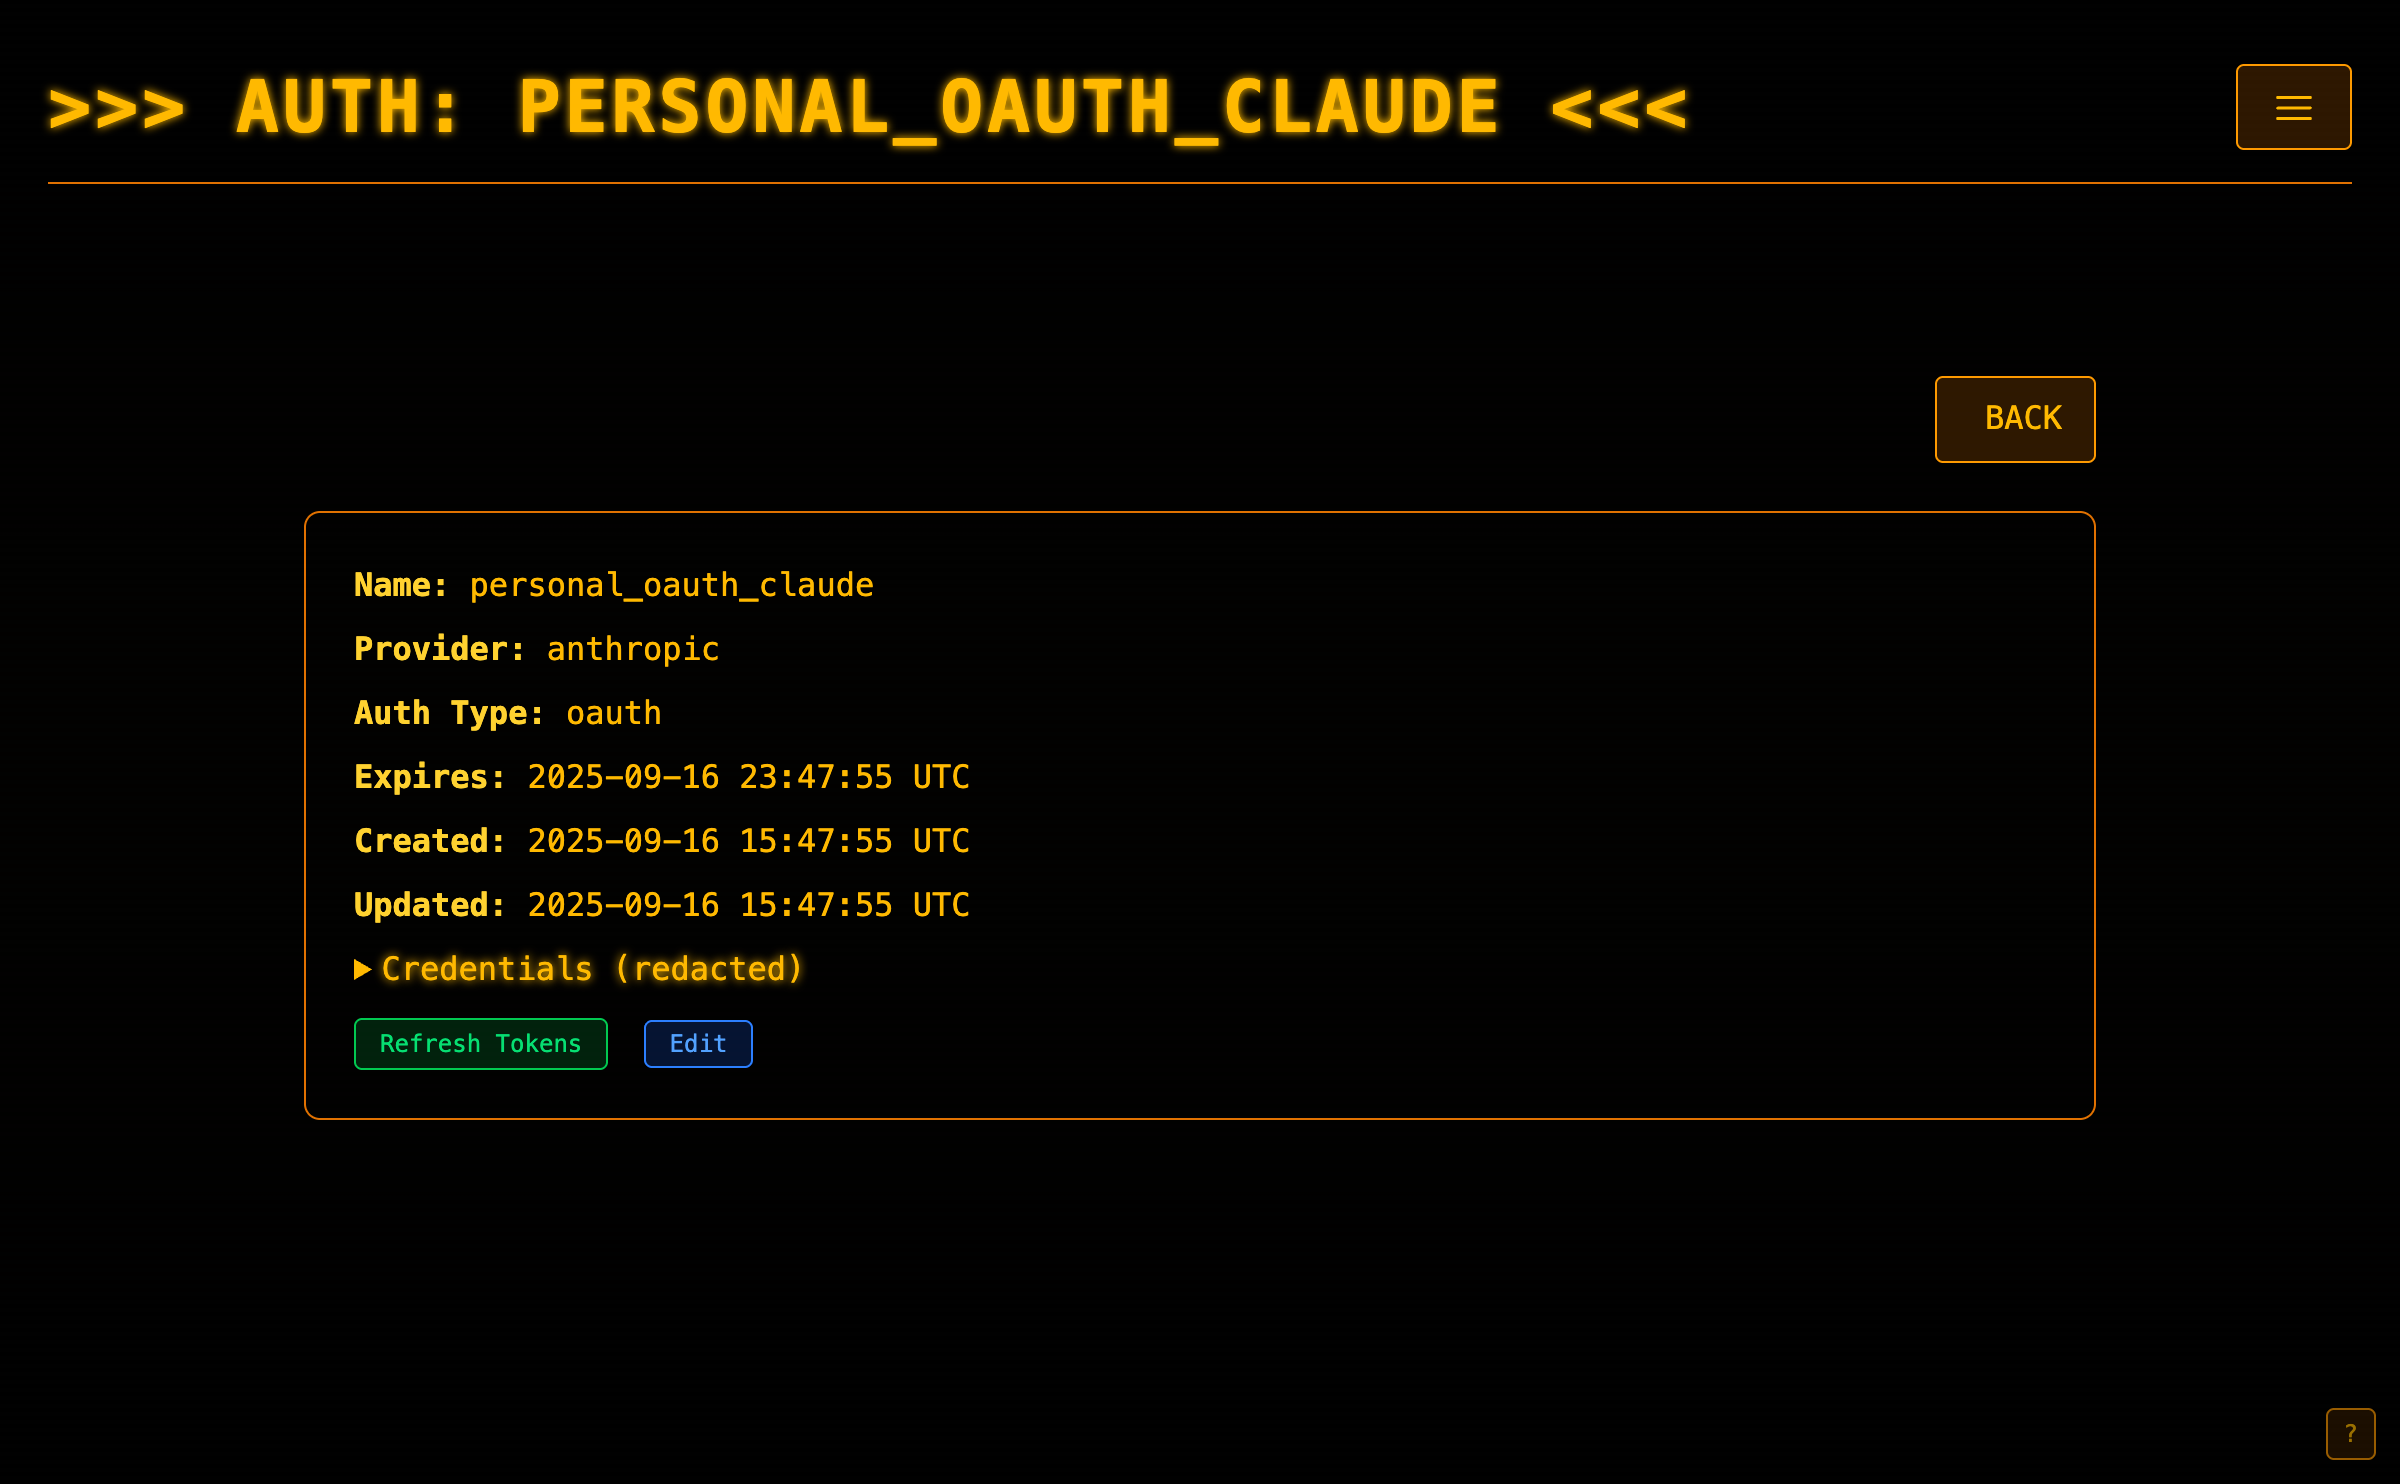 >>> AUTH: PERSONAL_OAUTH_CLAUDE <<<
BACK
Name: personal_oauth_claude
Provider: anthropic
Auth Type: oauth
Expires: 2025-09-16 23:47:55 UTC
Created: 2025-09-16 15:47:55 UTC
Updated: 2025-09-16 15:47:55 UTC
Credentials (redacted)
Refresh Tokens Edit
?